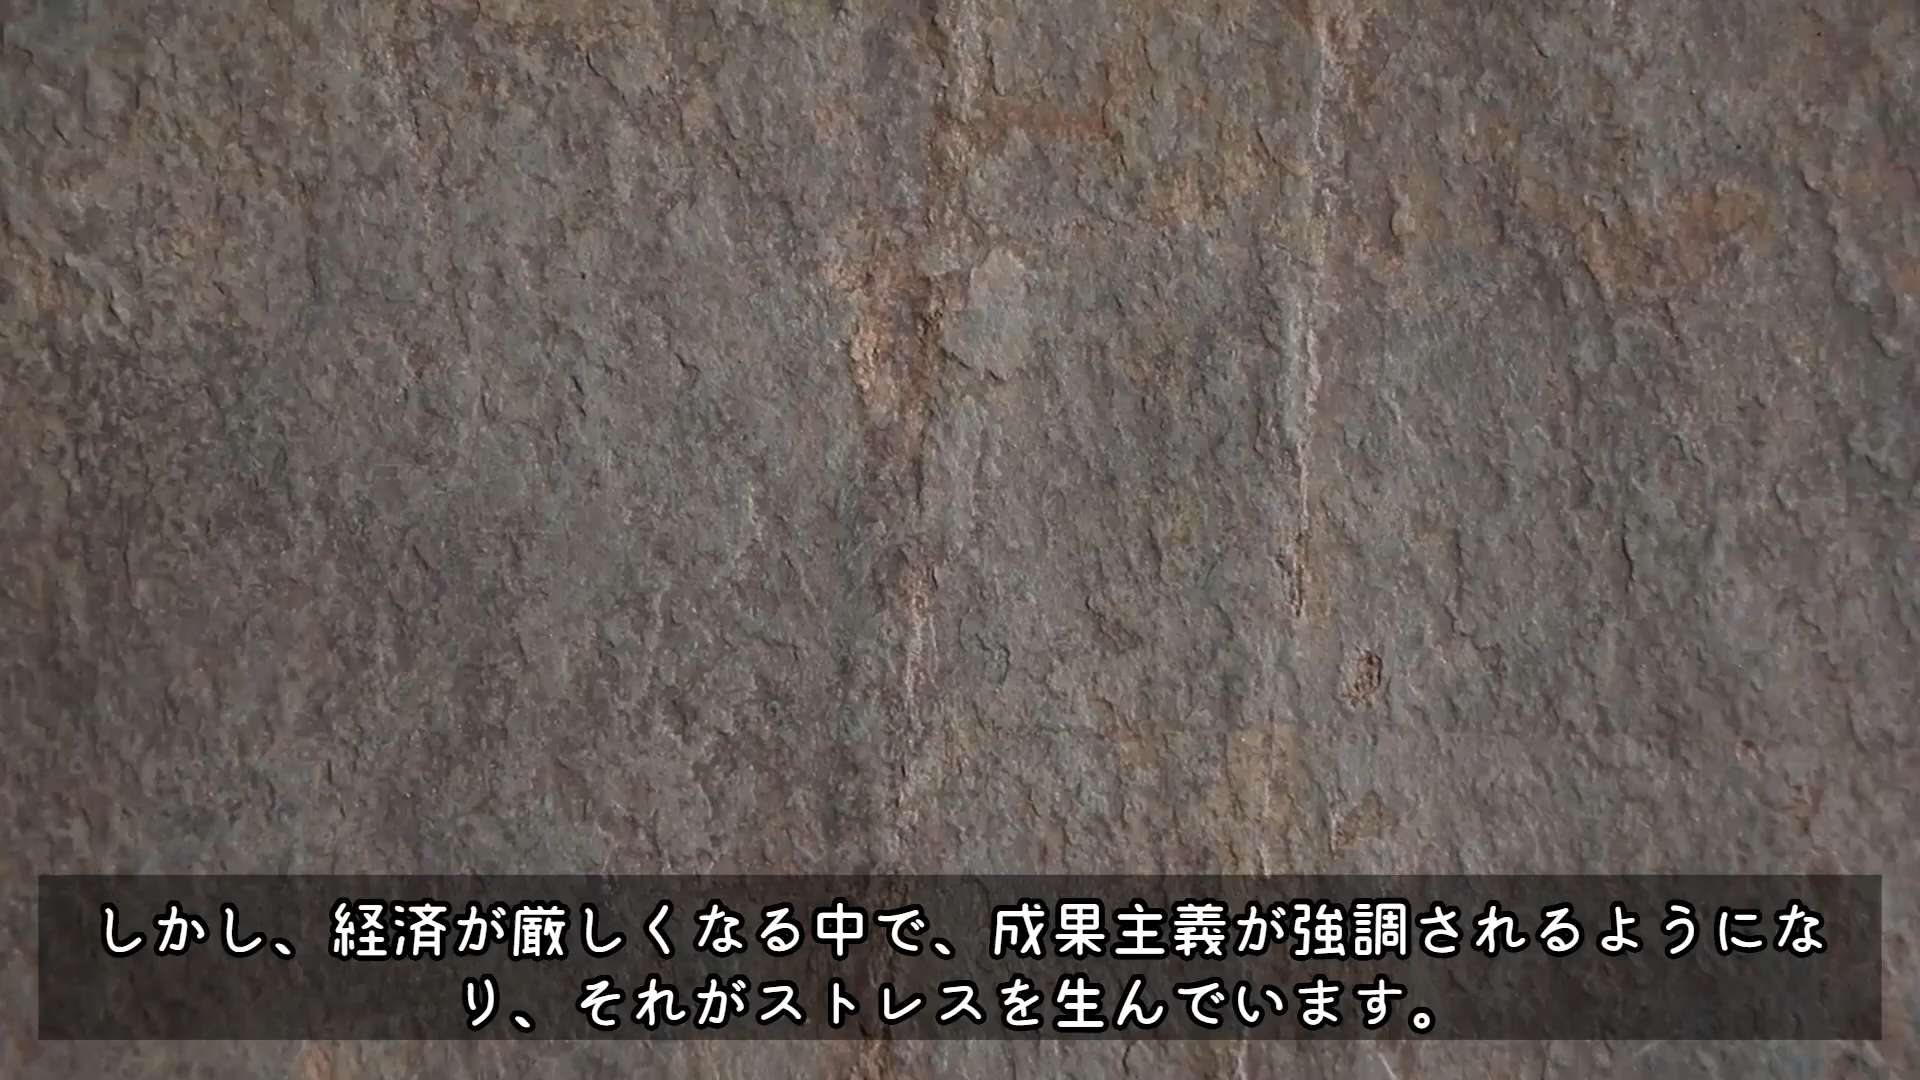 しかし、経済が厳しくなる中で、成果主義が強調されるようにな
り、それがストレスを生んでいます。